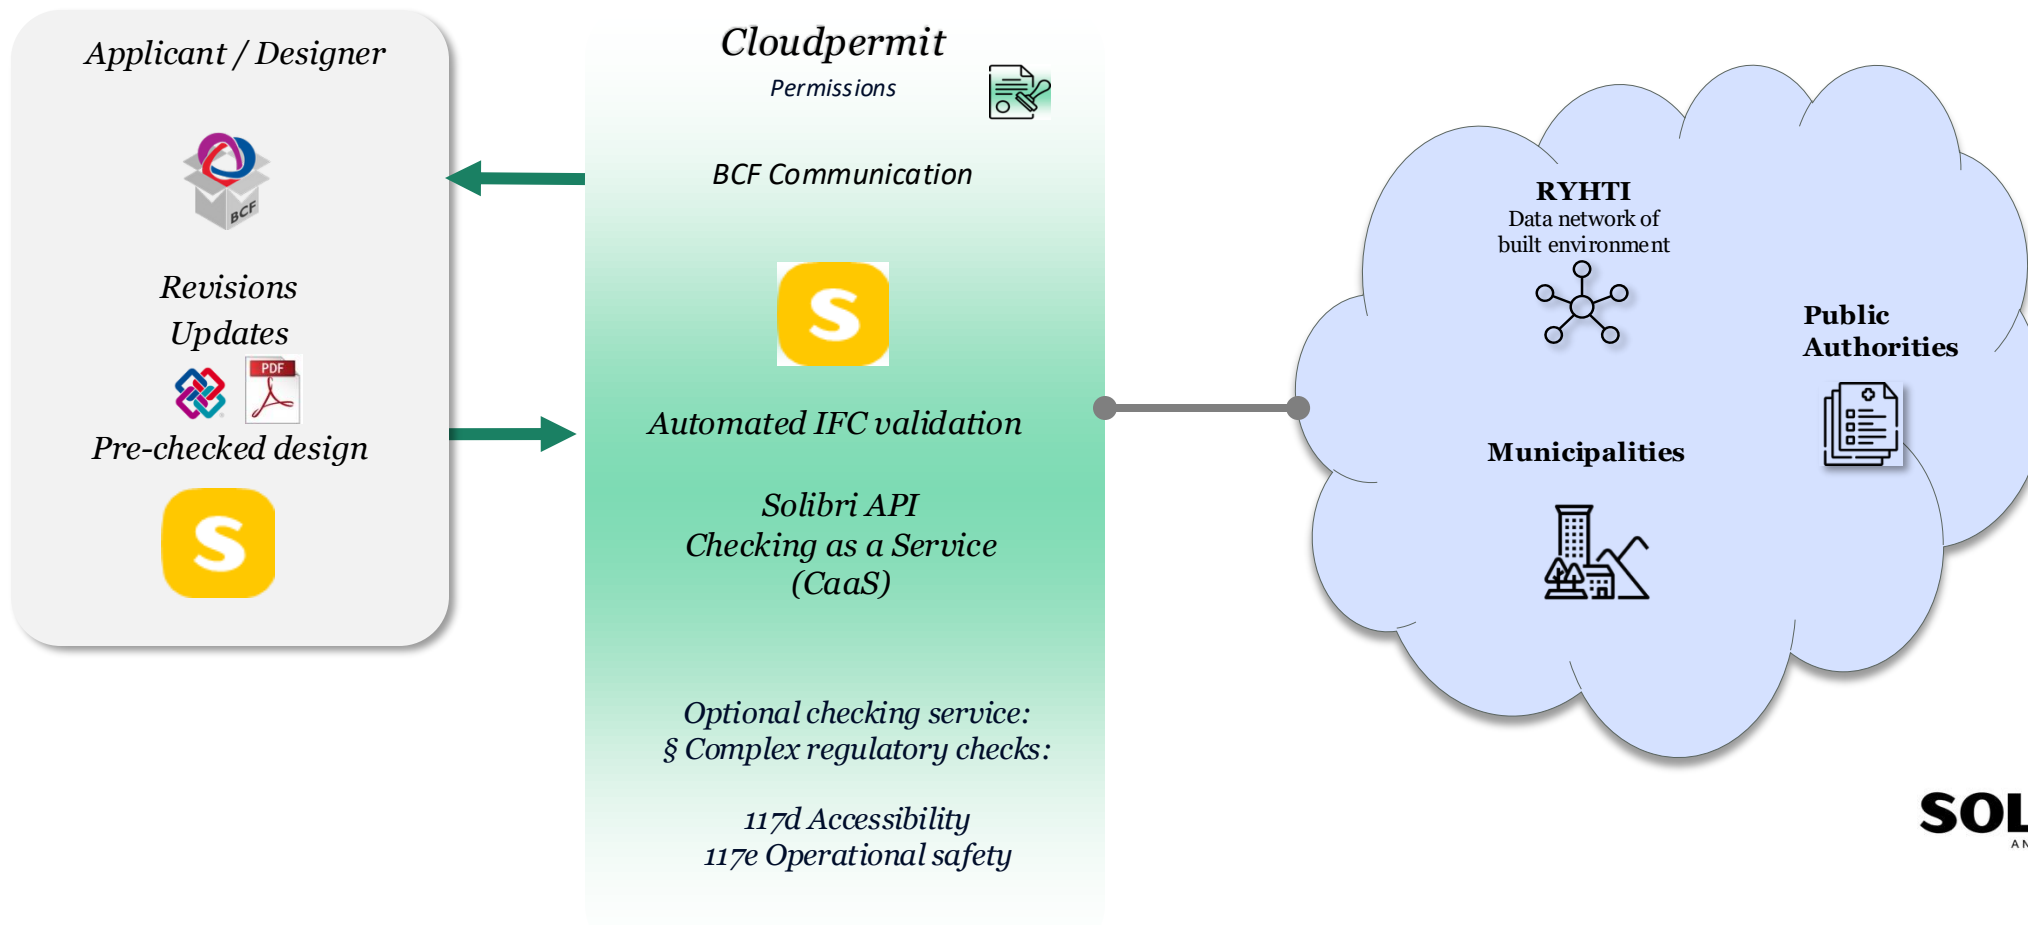 Applicant / Designer
BCF
Revisions
Updates
PDF
Pre-checked design
S
Cloudpermit
Permissions
BCF Communication
S
Automated IFC validation
Solibri API
Checking as a Service
(CaaS)
Optional checking service:
§ Complex regulatory checks:
117d Accessibility
117e Operational safety
RYHTI
Data network of
built environment
Public
Authorities
Municipalities
SOL
AN